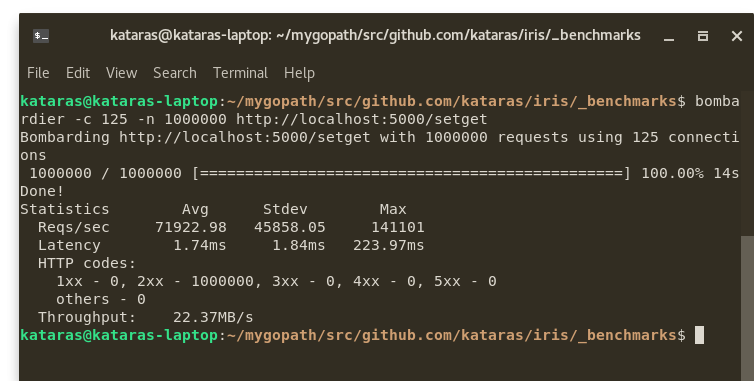 kataras@kataras-laptop: ~/mygopath/src/github.com/kataras/iris/_benchmarks
File Edit View Search Terminal Help
kataras@kataras-laptop:~/mygopath/src/github.com/kataras/iris/_benchmarks$ bomba
rdier -c 125 -n 1000000 http://localhost:5000/setget
Bombarding http://localhost:5000/setget with 1000000 requests using 125 connecti
ons
 1000000 / 1000000 [===============================================] 100.00% 14s
Done!
Statistics        Avg      Stdev        Max
  Reqs/sec     71922.98   45858.05     141101
  Latency        1.74ms     1.84ms   223.97ms
  HTTP codes:
    1xx - 0, 2xx - 1000000, 3xx - 0, 4xx - 0, 5xx - 0
    others - 0
  Throughput:    22.37MB/s
kataras@kataras-laptop:~/mygopath/src/github.com/kataras/iris/_benchmarks$